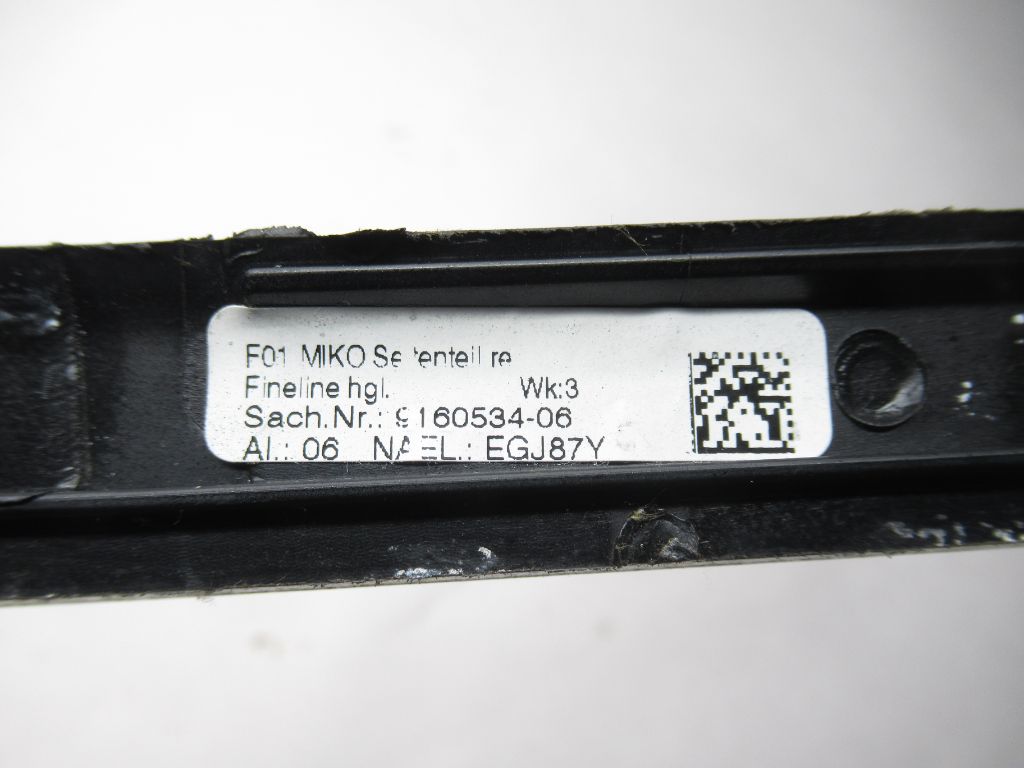 F01 MIKO Seitenteil re
Fineline hgl. Wk:3
Sach.Nr.: 9160534-06
AI.: 06 NAEL.: EGJ87Y